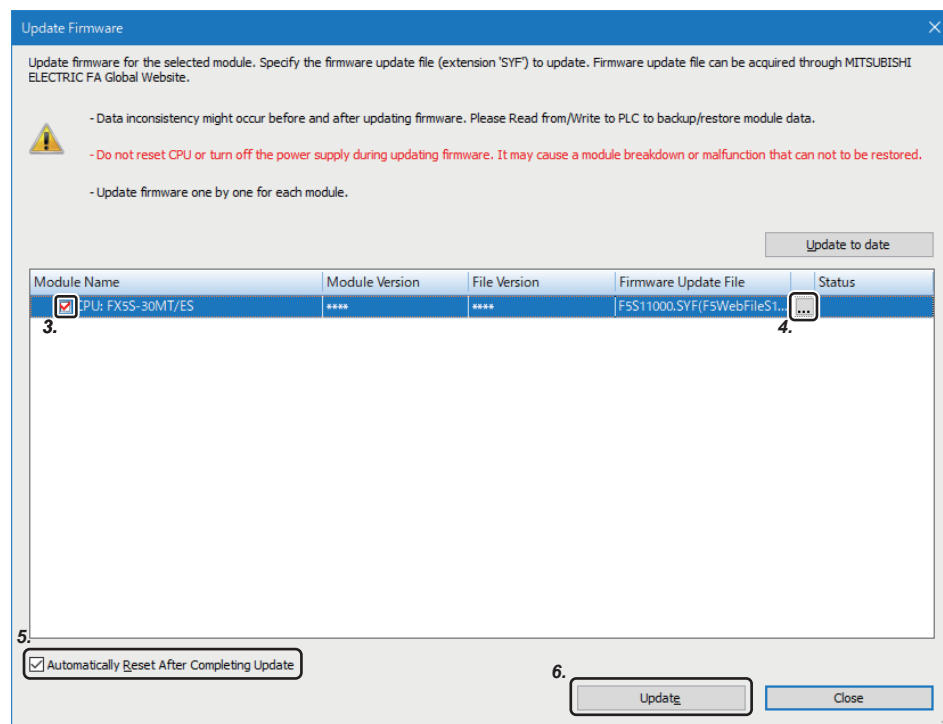 Update Firmware
Update firmware for the selected module. Specify the firmware update file (extension 'SYF') to update. Firmware update file can be acquired through MITSUBISHI
ELECTRIC FA Global Website.
- Data inconsistency might occur before and after updating firmware. Please Read from/Write to PLC to backup/restore module data.
- Do not reset CPU or turn off the power supply during updating firmware. It may cause a module breakdown or malfunction that can not to be restored.
- Update firmware one by one for each module.
Update to date
Module Name Module Version File Version Firmware Update File Status
CPU: FX5S-30MT/ES **** **** F5S11000.SYF(F5WebFileS1... ...
3. 4.
5.
Automatically Reset After Completing Update
6.
Update Close